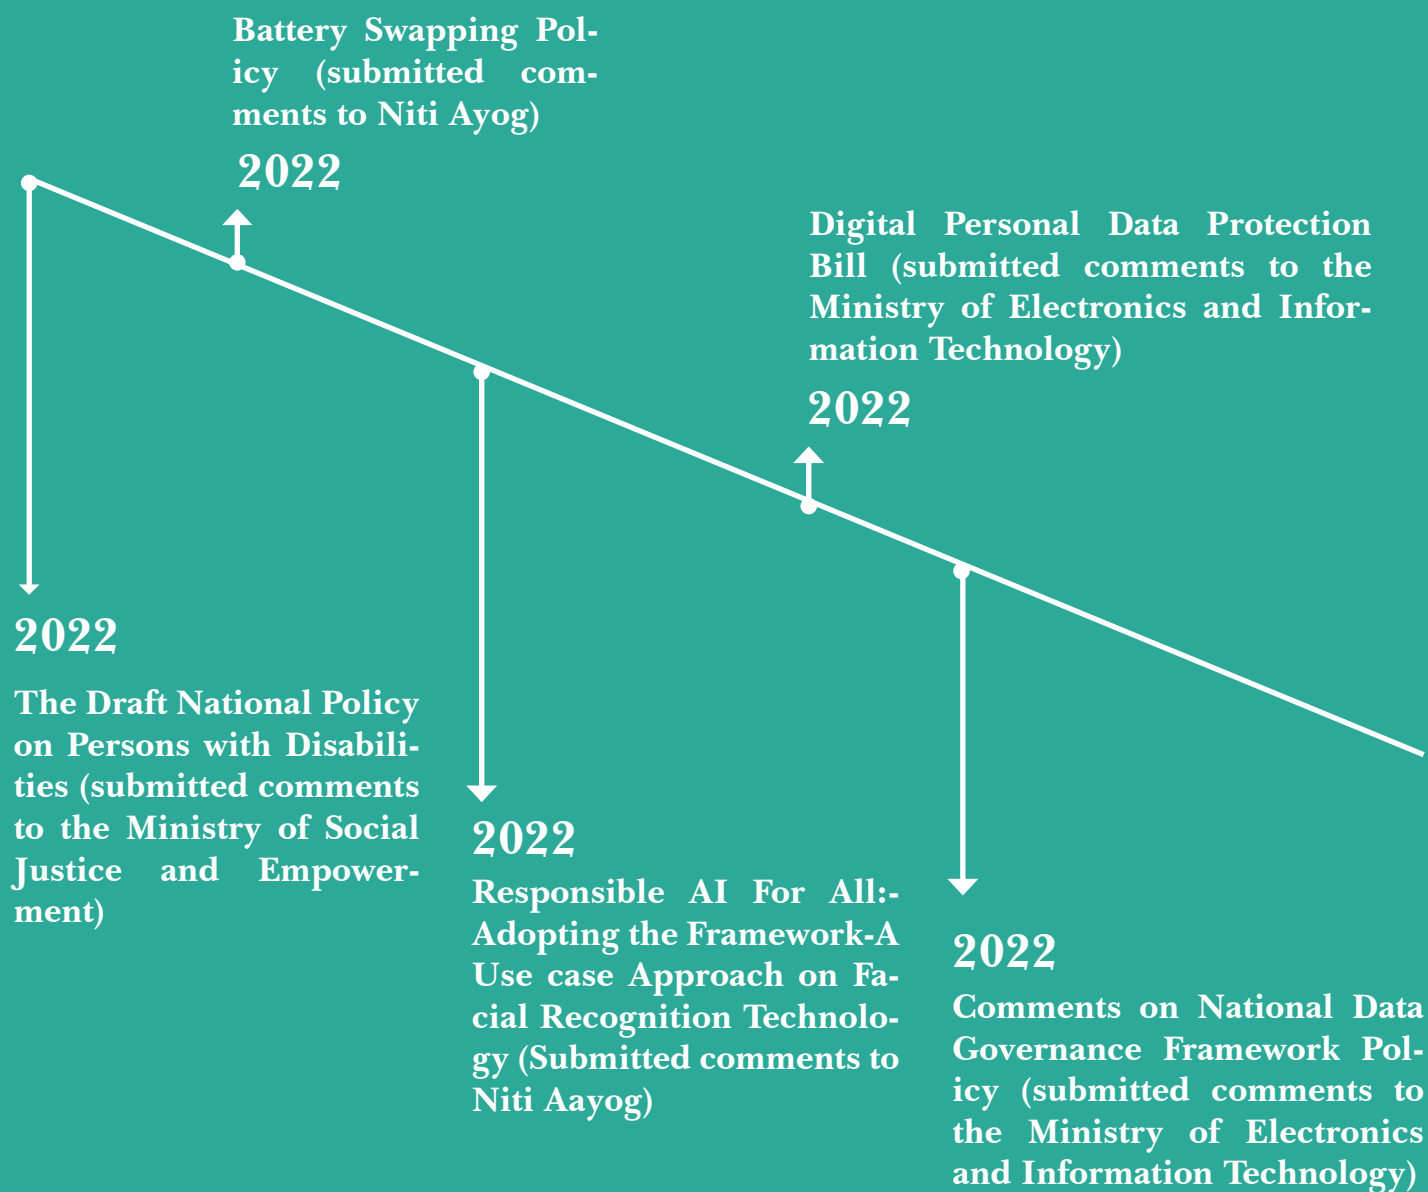 Battery Swapping Pol-
icy (submitted com-
ments to Niti Ayog)
2022
Digital Personal Data Protection
Bill (submitted comments to the
Ministry of Electronics and Infor-
mation Technology)
2022
2022
The Draft National Policy
on Persons with Disabili-
ties (submitted comments
to the Ministry of Social
Justice and Empower-
ment)
2022
Responsible AI For All:-
Adopting the Framework-A
Use case Approach on Fa-
cial Recognition Technolo-
gy (Submitted comments to
Niti Aayog)
2022
Comments on National Data
Governance Framework Pol-
icy (submitted comments to
the Ministry of Electronics
and Information Technology)